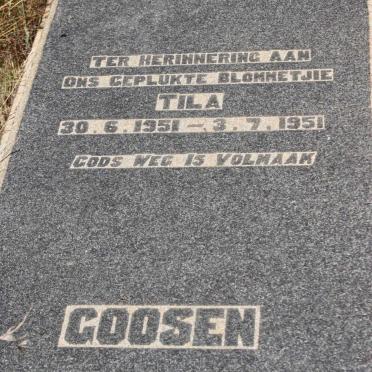 TER HERINNERING AAN
ONS GEPLUKTE BLOMMETJIE
TILA
30.6.1951 — 3.7.1951
GODS WEG IS VOLMAAK
GOOSEN